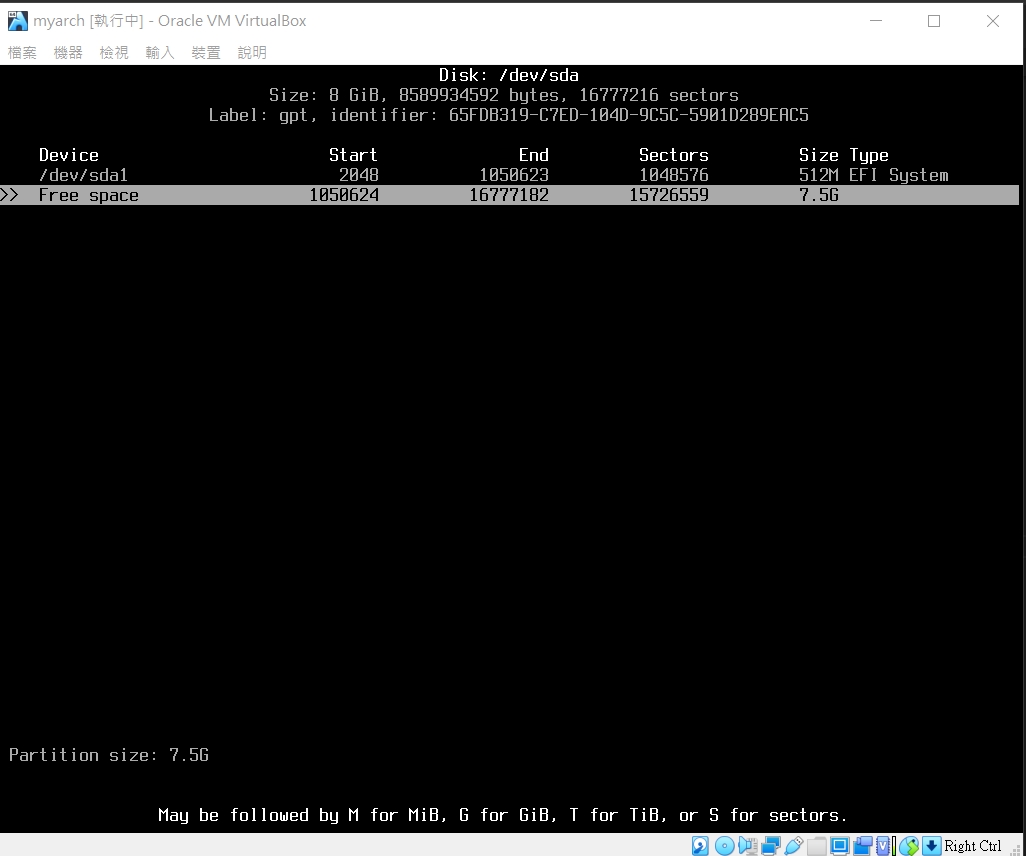 myarch [執行中] - Oracle VM VirtualBox
檔案 機器 檢視 輸入 裝置 說明
Disk: /dev/sda
Size: 8 GiB, 8589934592 bytes, 16777216 sectors
Label: gpt, identifier: 65FDB319-C7ED-104D-9C5C-5901D289EAC5
Device Start End Sectors Size Type
/dev/sda1 2048 1050623 1048576 512M EFI System
>> Free space 1050624 16777182 15726559 7.5G
Partition size: 7.5G
May be followed by M for MiB, G for GiB, T for TiB, or S for sectors.
Right Ctrl